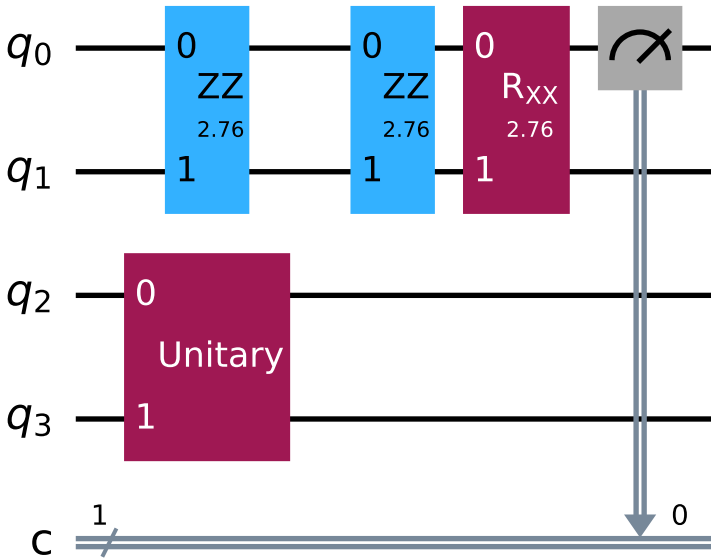 q0 0 0 0
ZZ ZZ RXX
2.76 2.76 2.76
q1 1 1 1
q2 0
Unitary
q3 1
1 0
c